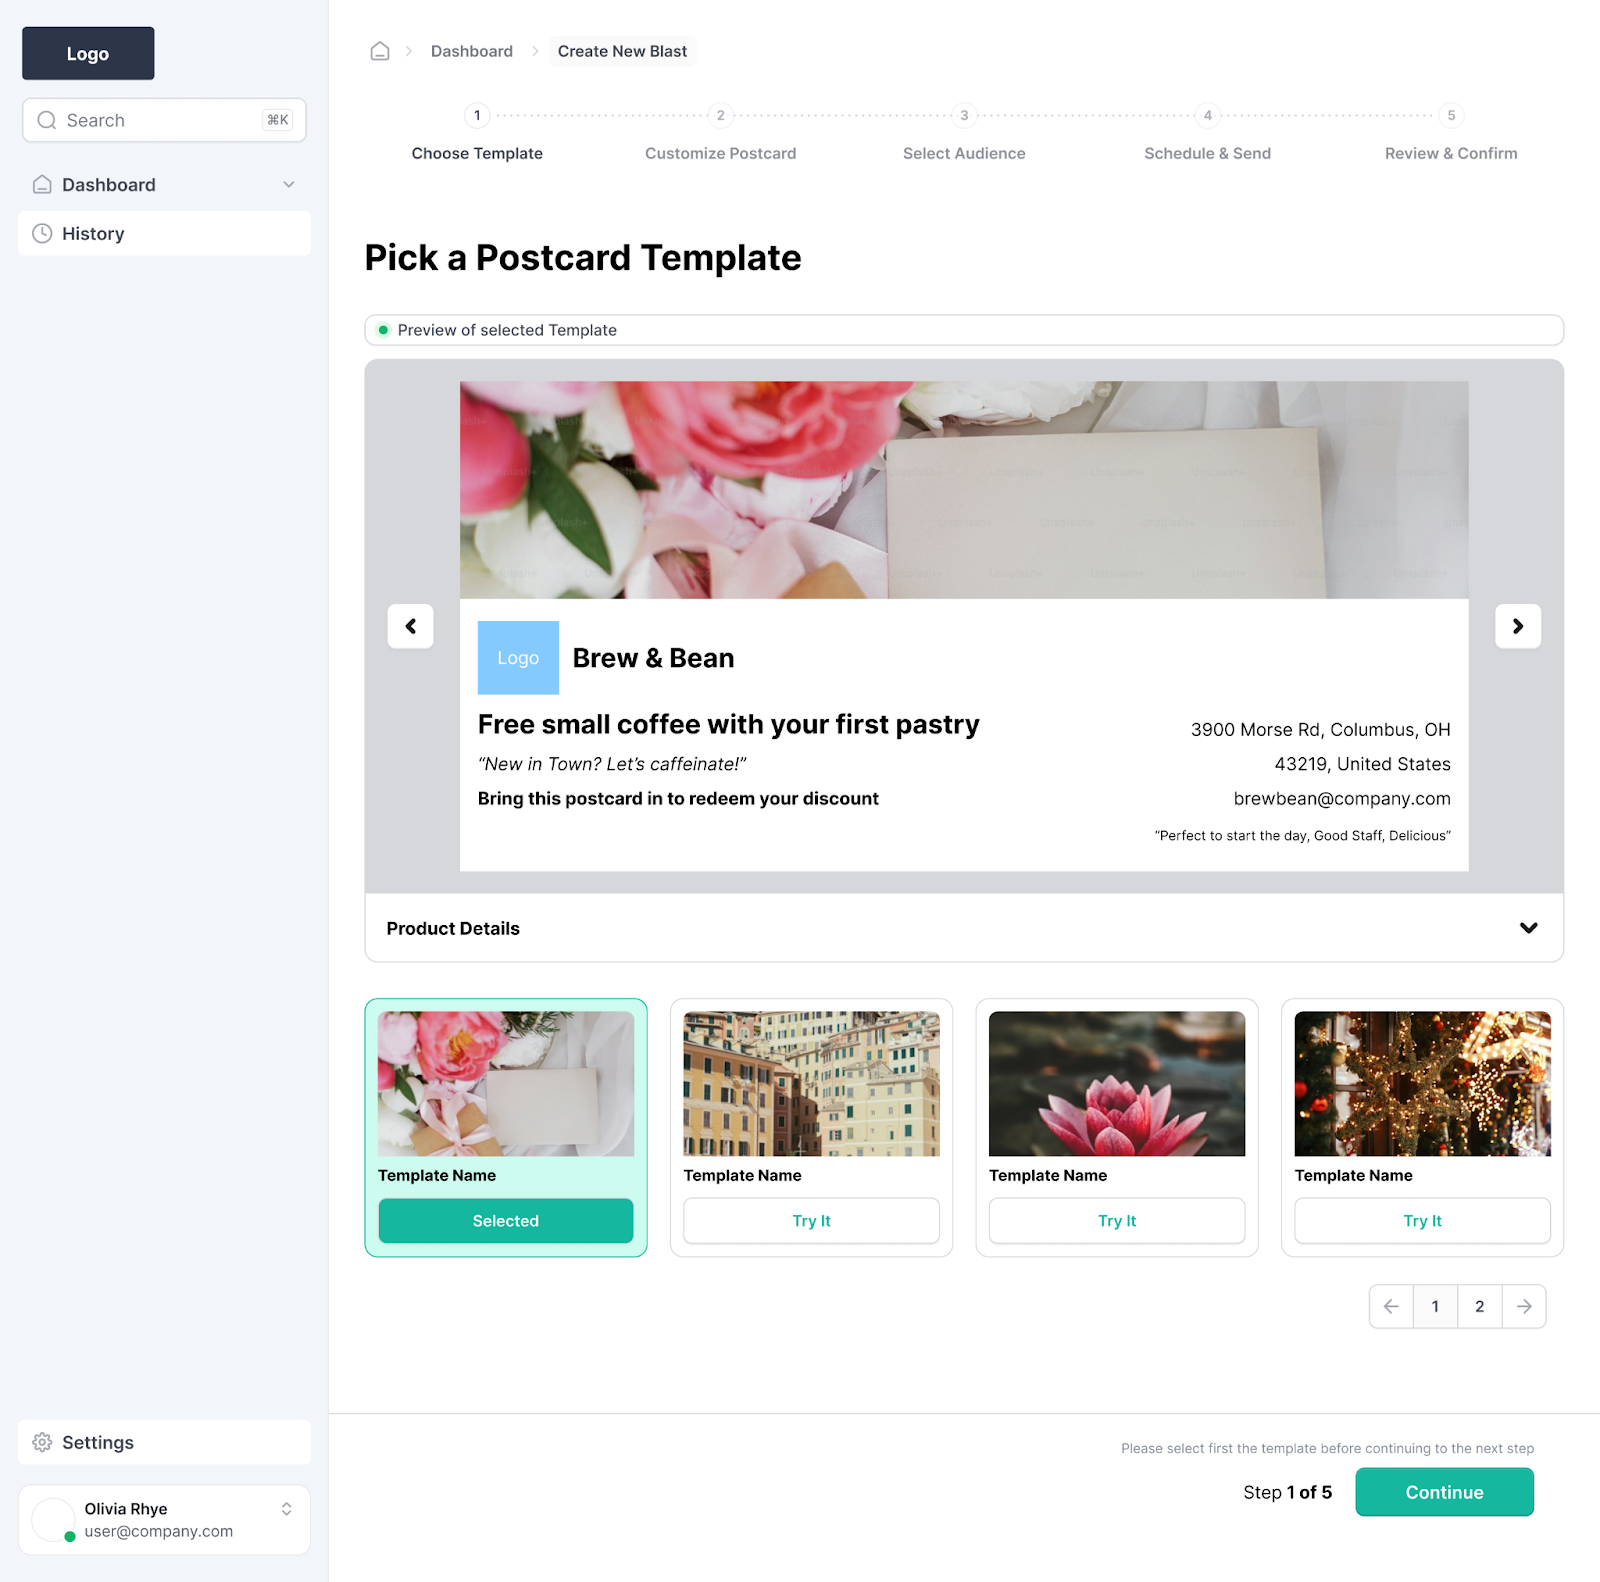 Logo
Search
⌘K
Dashboard
History
Settings
Olivia Rhye
user@company.com
Dashboard
Create New Blast
1
2
3
4
5
Choose Template
Customize Postcard
Select Audience
Schedule & Send
Review & Confirm
Pick a Postcard Template
Preview of selected Template
Logo
Brew & Bean
Free small coffee with your first pastry
“New in Town? Let’s caffeinate!”
Bring this postcard in to redeem your discount
3900 Morse Rd, Columbus, OH
43219, United States
brewbean@company.com
“Perfect to start the day, Good Staff, Delicious”
Product Details
Template Name
Selected
Template Name
Try It
Template Name
Try It
Template Name
Try It
1
2
Please select first the template before continuing to the next step
Step 1 of 5
Continue